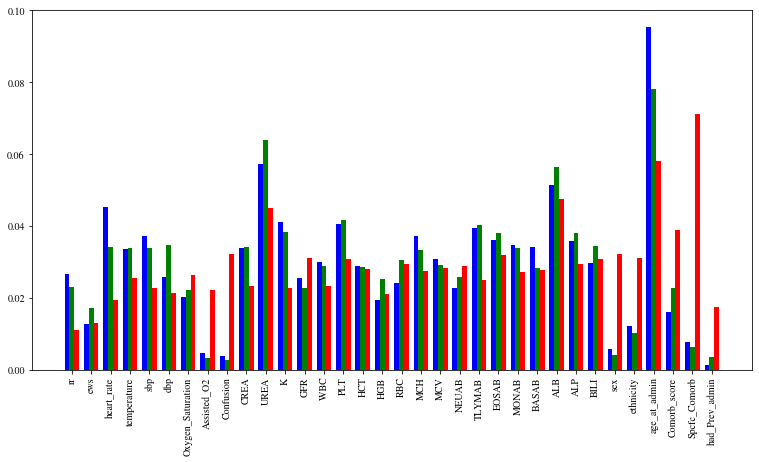 0.10
0.08
0.06
0.04
0.02
0.00
rr
ews
heart_rate
temperature
sbp
dbp
Oxygen_Saturation
Assisted_O2
Confusion
CREA
UREA
K
GFR
WBC
PLT
HCT
HGB
RBC
MCH
MCV
NEUAB
TLYMAB
EOSAB
MONAB
BASAB
ALB
ALP
BILI
sex
ethnicity
age_at_admin
Comorb_score
Spcfc_Comorb
had_Prev_admin